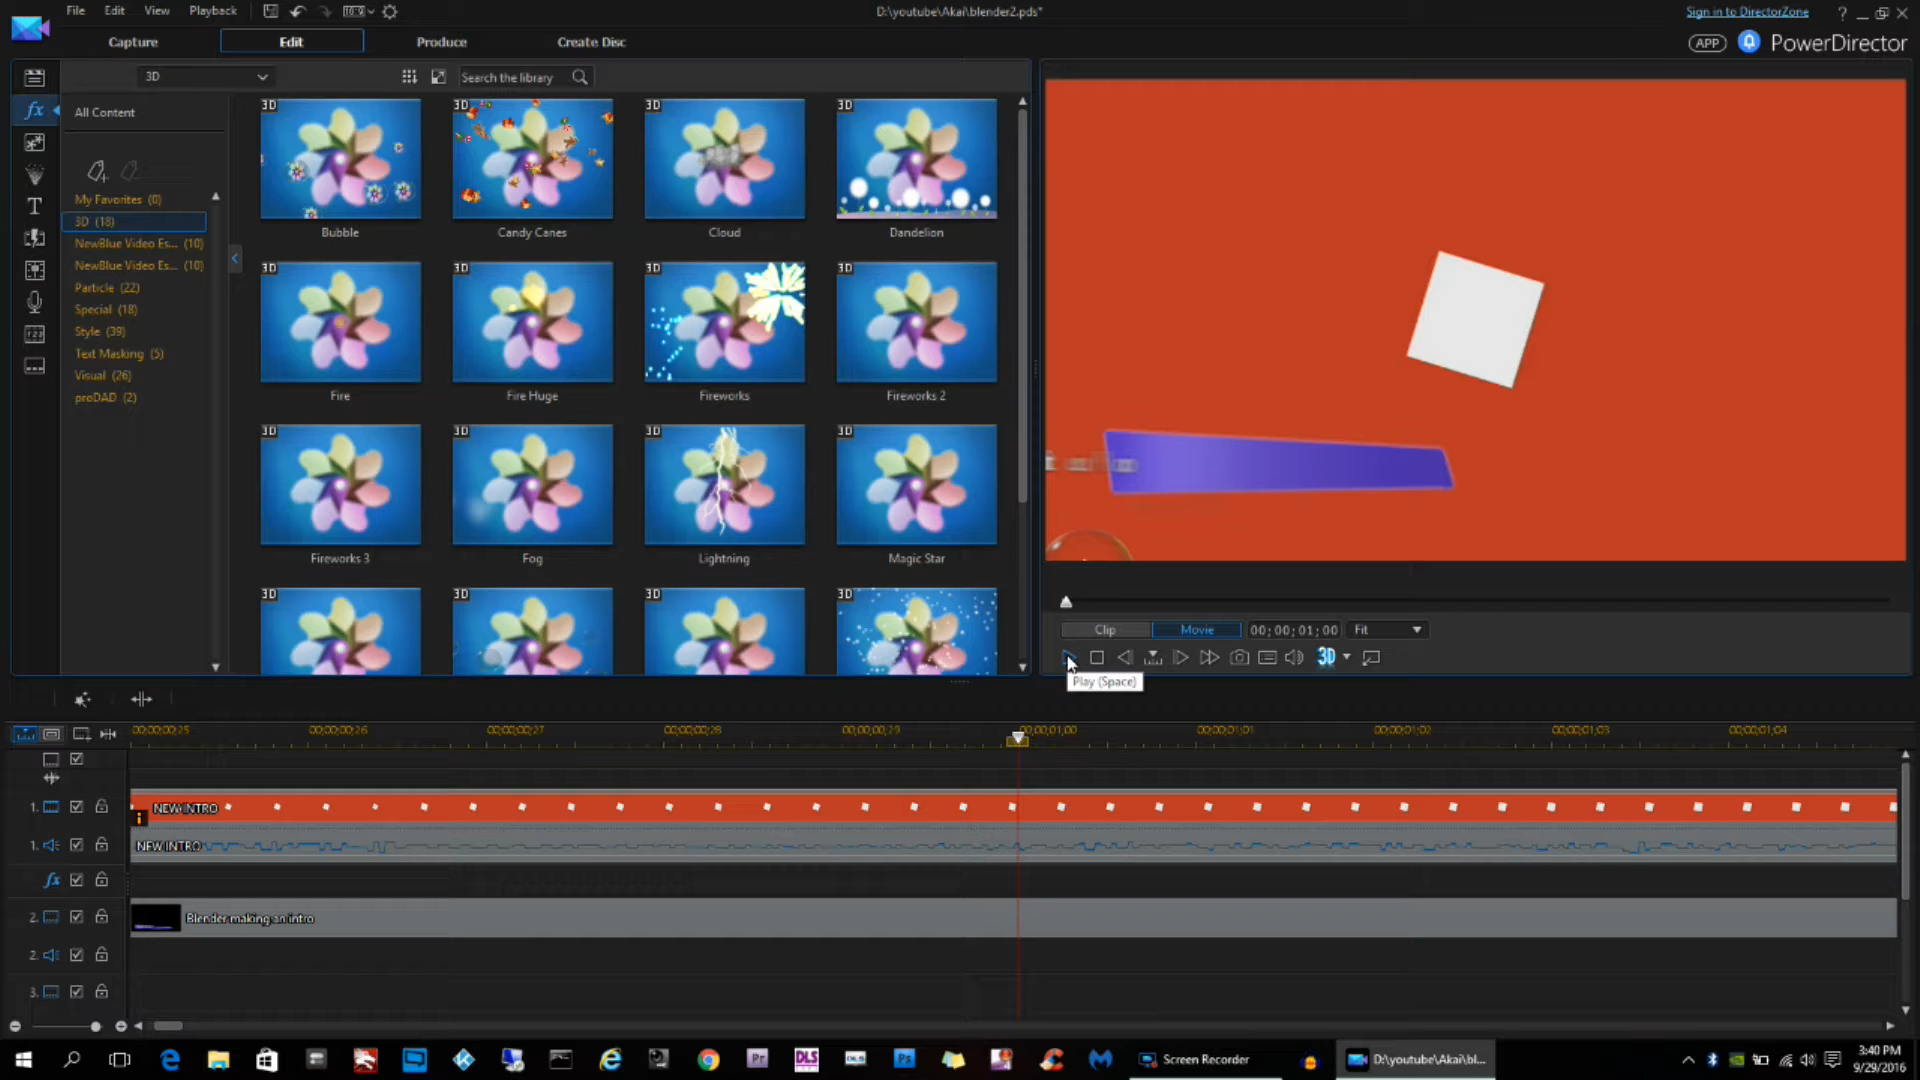 File Edit View Playback
D:\youtube\Akai\blender2.pds*
Sign in to DirectorZone
?
Capture Edit Produce Create Disc
APP PowerDirector
3D
Search the library
All Content
My Favorites (0)
3D (18)
NewBlue Video Es... (10)
NewBlue Video Es... (10)
Particle (22)
Special (18)
Style (39)
Text Masking (5)
Visual (26)
proDAD (2)
3D 3D 3D 3D
Bubble Candy Canes Cloud Dandelion
3D 3D 3D 3D
Fire Fire Huge Fireworks Fireworks 2
3D 3D 3D 3D
Fireworks 3 Fog Lightning Magic Star
3D 3D 3D 3D
Clip Movie 00;00;01;00 Fit
3D
Play (Space)
00;00;00;25 00;00;00;26 00;00;00;27 00;00;00;28 00;00;00;29 00;00;01;00 00;00;01;01 00;00;01;02 00;00;01;03 00;00;01;04
1. NEW INTRO
1. NEW INTRO
fx
2. Blender making an intro
2.
3.
Pr DLS DLS Ps Screen Recorder D:\youtube\Akai\bl...
3:40 PM
9/29/2016